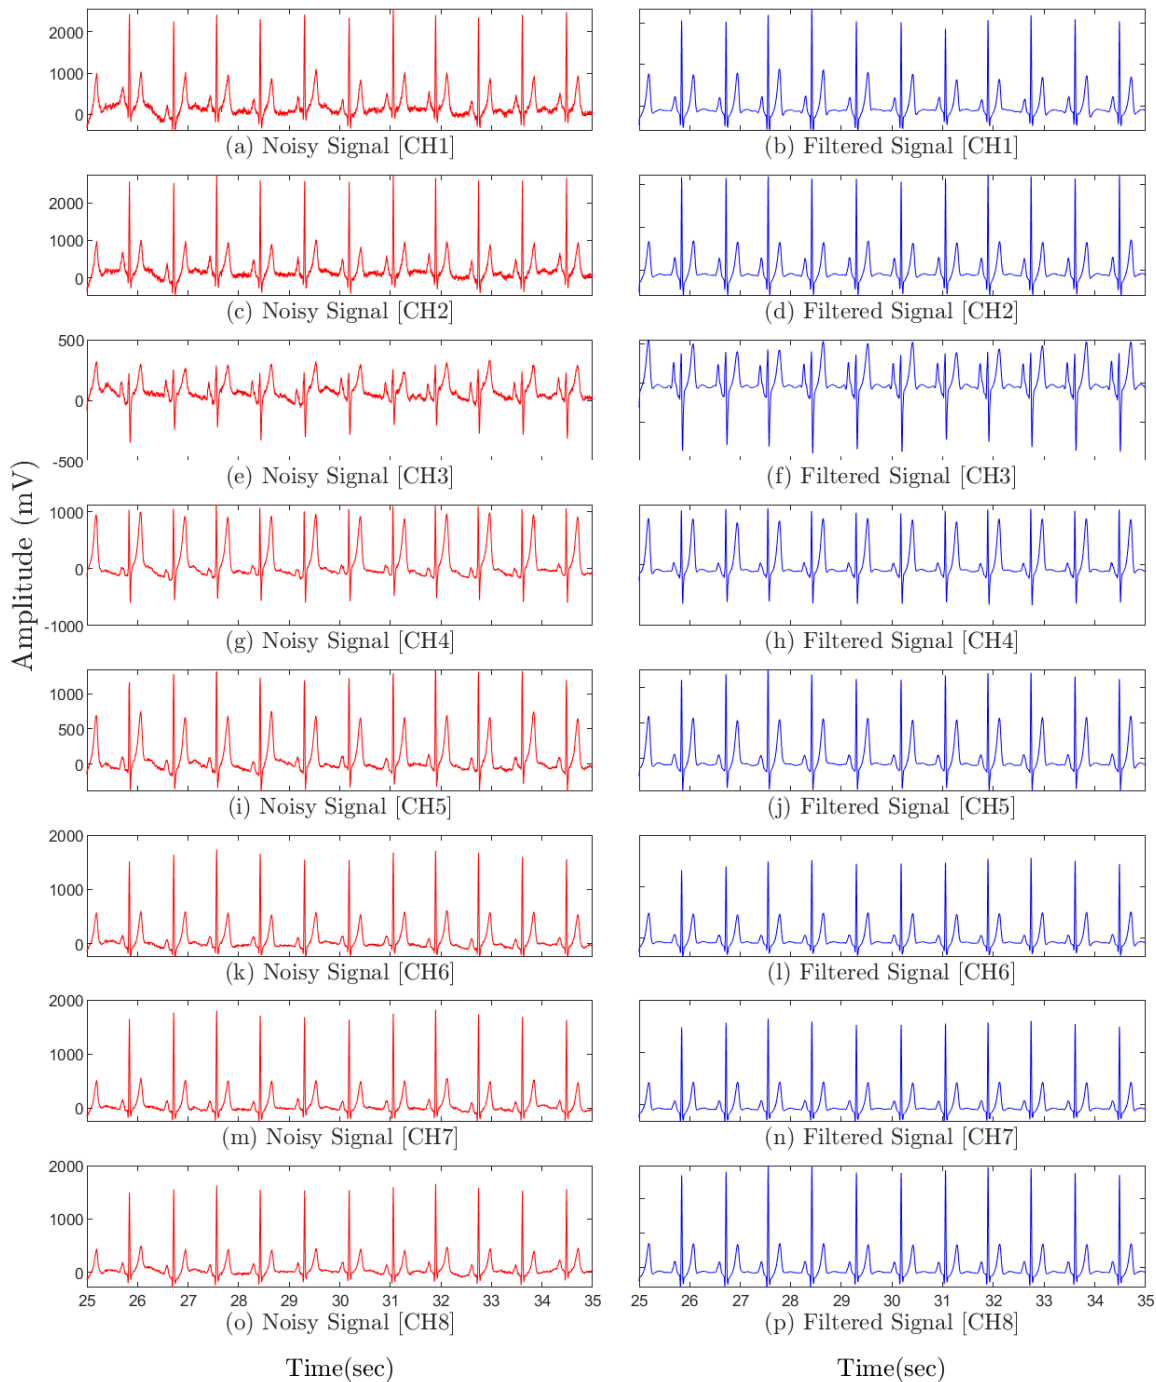 2000
1000
0
(a) Noisy Signal [CH1]
(b) Filtered Signal [CH1]
2000
1000
0
(c) Noisy Signal [CH2]
(d) Filtered Signal [CH2]
500
0
-500
(e) Noisy Signal [CH3]
(f) Filtered Signal [CH3]
Amplitude (mV)
1000
0
-1000
(g) Noisy Signal [CH4]
(h) Filtered Signal [CH4]
1000
500
0
(i) Noisy Signal [CH5]
(j) Filtered Signal [CH5]
2000
1000
0
(k) Noisy Signal [CH6]
(l) Filtered Signal [CH6]
2000
1000
0
(m) Noisy Signal [CH7]
(n) Filtered Signal [CH7]
2000
1000
0
25 26 27 28 29 30 31 32 33 34 35
25 26 27 28 29 30 31 32 33 34 35
(o) Noisy Signal [CH8]
(p) Filtered Signal [CH8]
Time(sec)
Time(sec)